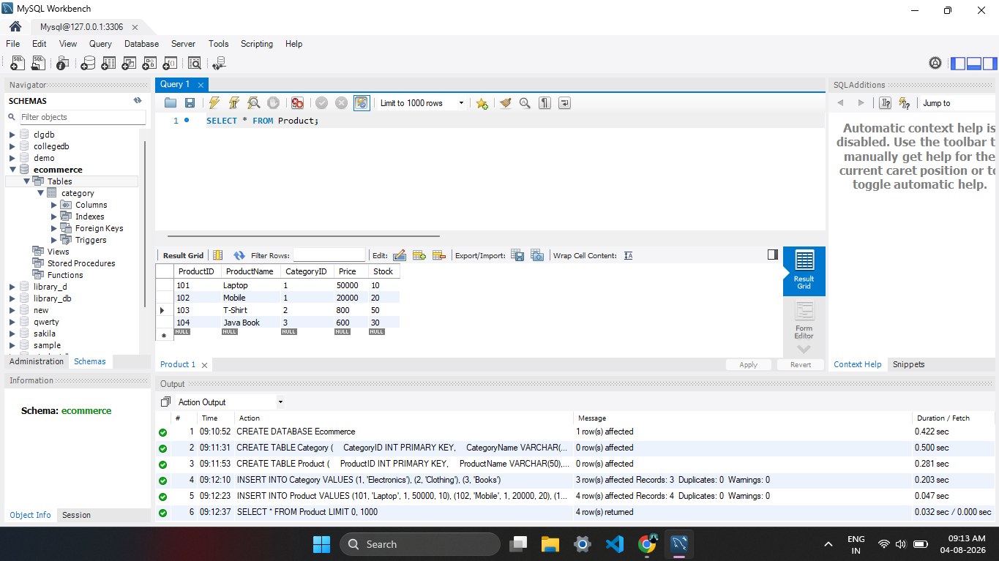 MySQL Workbench
Mysql@127.0.0.1:3306
File Edit View Query Database Server Tools Scripting Help
Navigator
SCHEMAS
Filter objects
clgdb
collegedb
demo
ecommerce
Tables
category
Columns
Indexes
Foreign Keys
Triggers
Views
Stored Procedures
Functions
library_d
library_db
new
qwerty
sakila
sample
Administration Schemas
Information
Schema: ecommerce
Object Info Session
Query 1
Limit to 1000 rows
1 SELECT * FROM Product;
Result Grid Filter Rows: Edit: Export/Import: Wrap Cell Content:
ProductID ProductName CategoryID Price Stock
101 Laptop 1 50000 10
102 Mobile 1 20000 20
103 T-Shirt 2 800 50
104 Java Book 3 600 30
NULL NULL NULL NULL NULL
Result
Grid
Form
Editor
Product 1 Apply Revert
SQLAdditions
Jump to
Automatic context help is
disabled. Use the toolbar t
manually get help for the
current caret position or to
toggle automatic help.
Context Help Snippets
Output
Action Output
# Time Action Message Duration / Fetch
1 09:10:52 CREATE DATABASE Ecommerce 1 row(s) affected 0.422 sec
2 09:11:31 CREATE TABLE Category ( CategoryID INT PRIMARY KEY, CategoryName VARCHAR(... 0 row(s) affected 0.500 sec
3 09:11:53 CREATE TABLE Product ( ProductID INT PRIMARY KEY, ProductName VARCHAR(50),... 0 row(s) affected 0.281 sec
4 09:12:10 INSERT INTO Category VALUES (1, 'Electronics'), (2, 'Clothing'), (3, 'Books') 3 row(s) affected Records: 3 Duplicates: 0 Warnings: 0 0.203 sec
5 09:12:23 INSERT INTO Product VALUES (101, 'Laptop', 1, 50000, 10), (102, 'Mobile', 1, 20000, 20), (1... 4 row(s) affected Records: 4 Duplicates: 0 Warnings: 0 0.047 sec
6 09:12:37 SELECT * FROM Product LIMIT 0, 1000 4 row(s) returned 0.032 sec / 0.000 sec
Search
ENG
IN
09:13 AM
04-08-2026